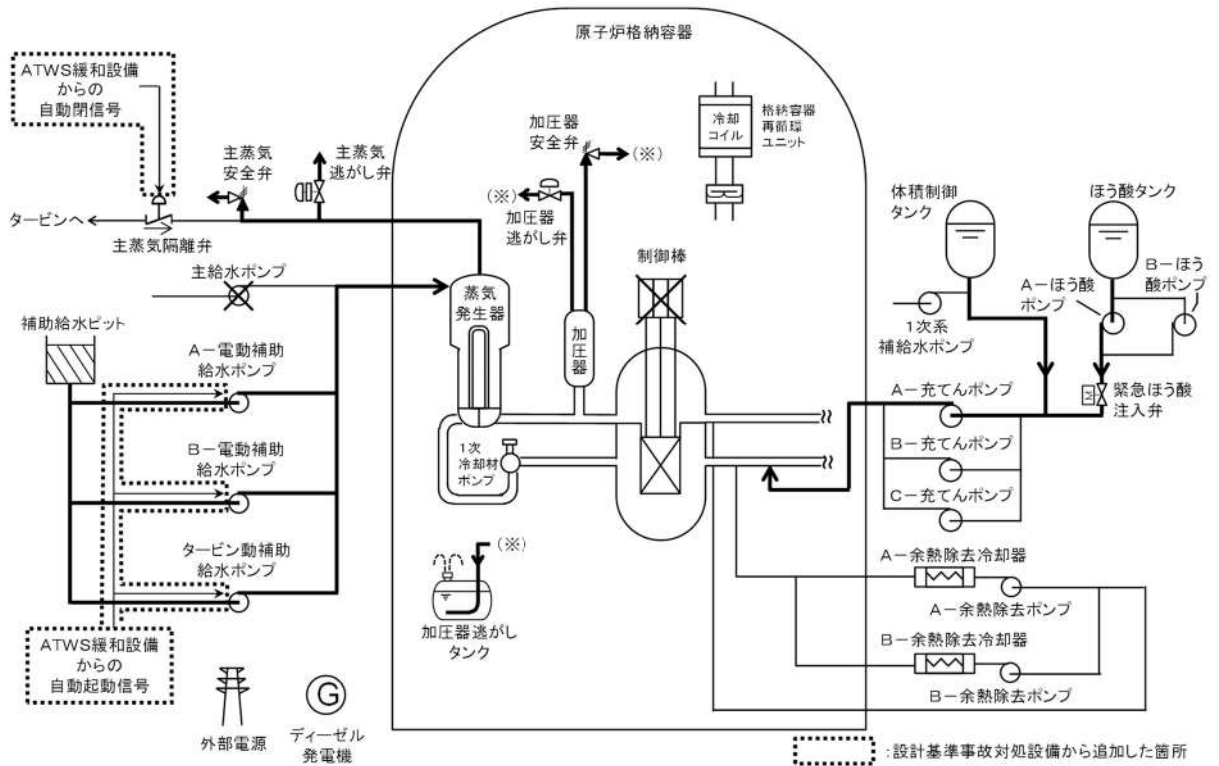 原子炉格納容器
ATWS緩和設備
からの
自動閉信号
主蒸気
安全弁
主蒸気
逃がし弁
タービンへ
主蒸気隔離弁
主給水ポンプ
補助給水ピット
A-電動補助
給水ポンプ
B-電動補助
給水ポンプ
タービン動補助
給水ポンプ
ATWS緩和設備
からの
自動起動信号
外部電源
G
ディーゼル
発電機
加圧器
安全弁
(※)
(※)
加圧器
逃がし弁
冷却
コイル
格納容器
再循環
ユニット
制御棒
蒸気
発生器
加圧器
1次
冷却材
ポンプ
(※)
加圧器逃がし
タンク
体積制御
タンク
ほう酸タンク
B-ほう
酸ポンプ
A-ほう酸
ポンプ
1次系
補給水ポンプ
緊急ほう酸
注入弁
M
A-充てんポンプ
B-充てんポンプ
C-充てんポンプ
A-余熱除去冷却器
A-余熱除去ポンプ
B-余熱除去冷却器
B-余熱除去ポンプ
:設計基準事故対処設備から追加した箇所